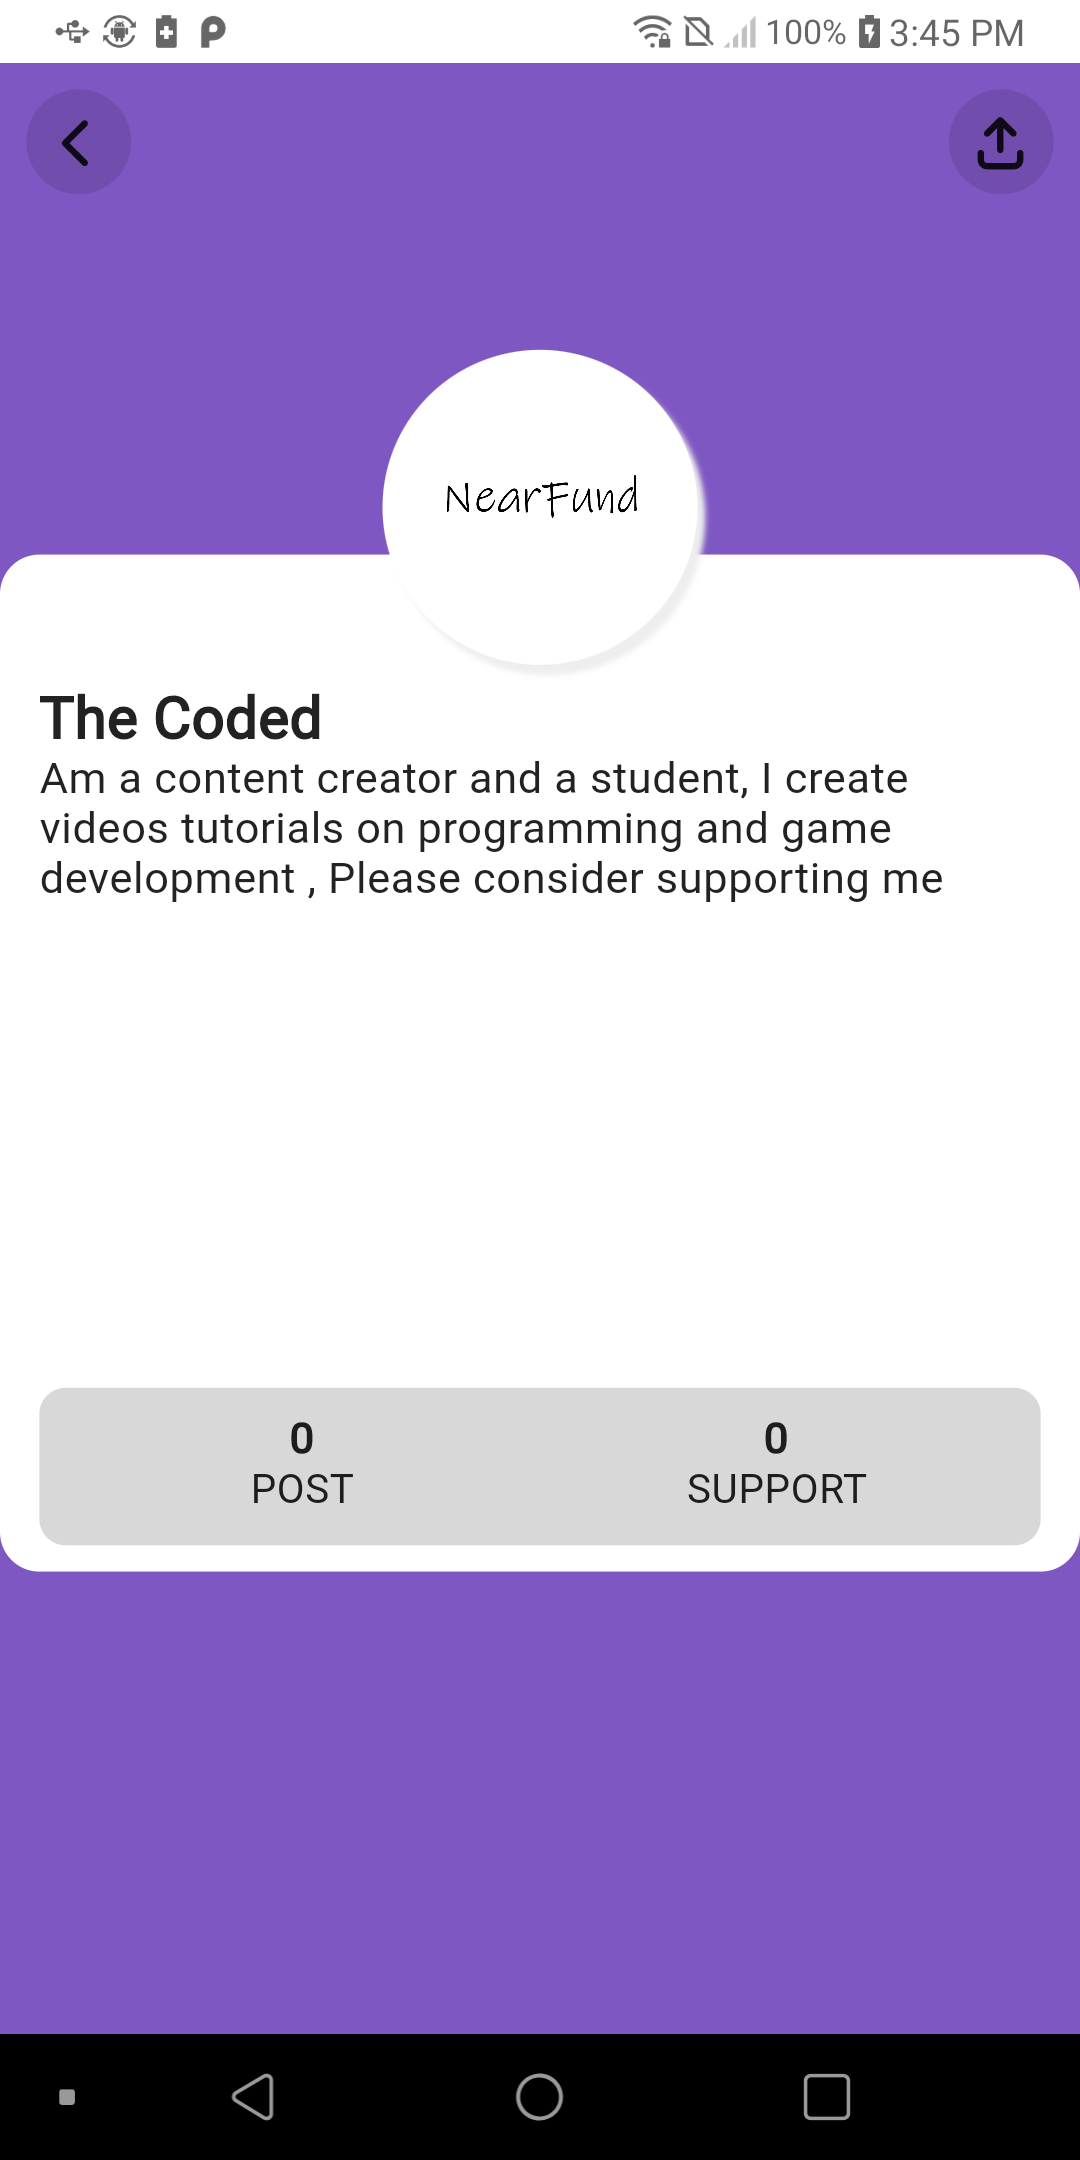 100% 3:45 PM
NearFund
The Coded
Am a content creator and a student, I create
videos tutorials on programming and game
development , Please consider supporting me
0 0
POST SUPPORT